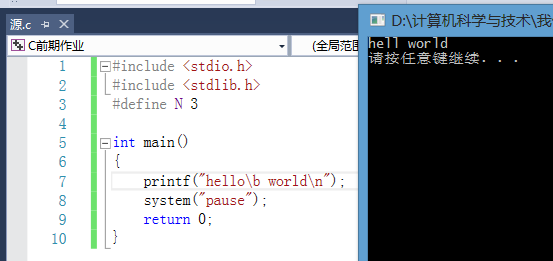 源.c
C前期作业
(全局范围
1 #include <stdio.h>
2 #include <stdlib.h>
3 #define N 3
4
5 int main()
6 {
7 printf("hello\b world\n");
8 system("pause");
9 return 0;
10 }
D:\计算机科学与技术\我
hell world
请按任意键继续. . .